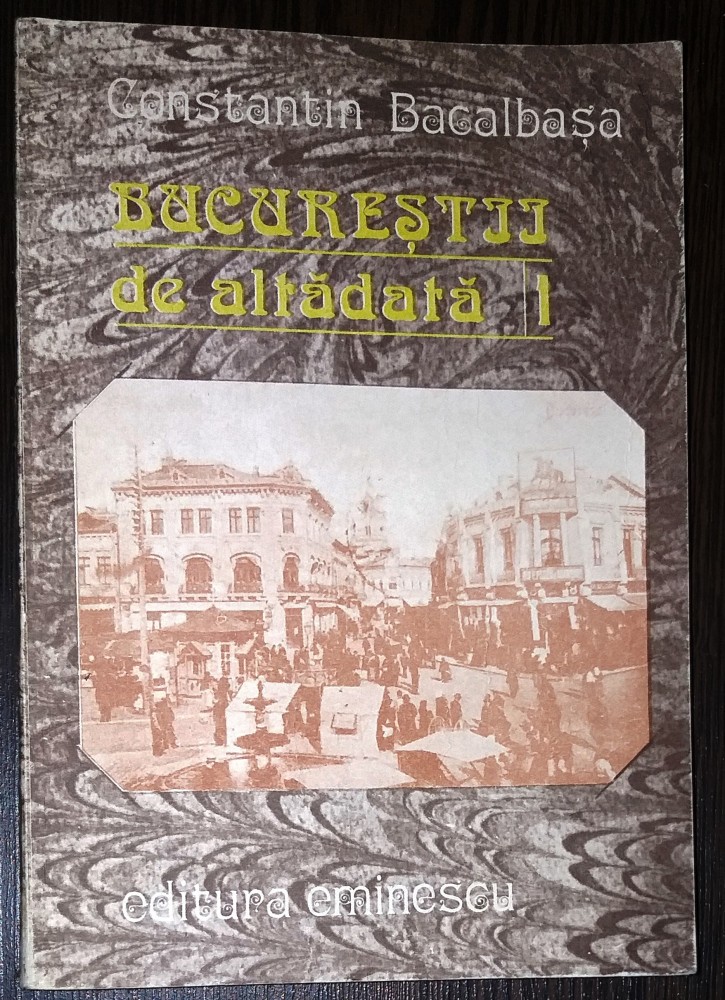 Constantin Bacalbașa
BUCUREȘTII
de altădată I
editura eminescu